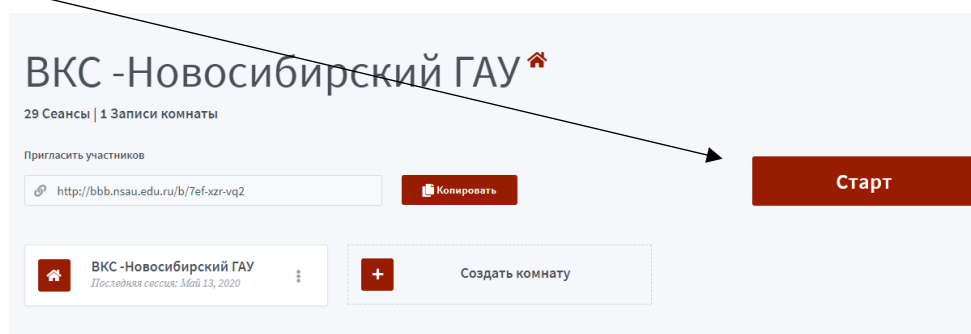 ВКС -Новосибирский ГАУ
29 Сеансы | 1 Записи комнаты
Пригласить участников
http://bbb.nsau.edu.ru/b/7ef-xzr-vq2
Копировать
Старт
ВКС -Новосибирский ГАУ
Последняя сессия: Май 13, 2020
Создать комнату